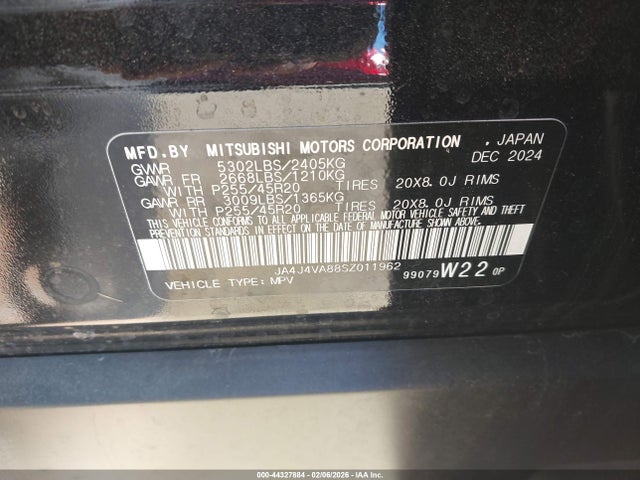 MFD.BY MITSUBISHI MOTORS CORPORATION . JAPAN
GVWR 5302LBS/2405KG DEC 2024
GAWR FR 2668LBS/1210KG
WITH P255/45R20 TIRES 20X8.0J RIMS
GAWR RR 3009LBS/1365KG
WITH P255/45R20 TIRES 20X8.0J RIMS
THIS VEHICLE CONFORMS TO ALL APPLICABLE FEDERAL MOTOR VEHICLE SAFETY AND THEFT
PREVENTION STANDARDS IN EFFECT ON THE DATE OF MANUFACTURE SHOWN ABOVE.
JA4J4VA88SZ011962
VEHICLE TYPE: MPV 99079 W22 0P
000-44327884 - 02/06/2026 - IAAI Inc.